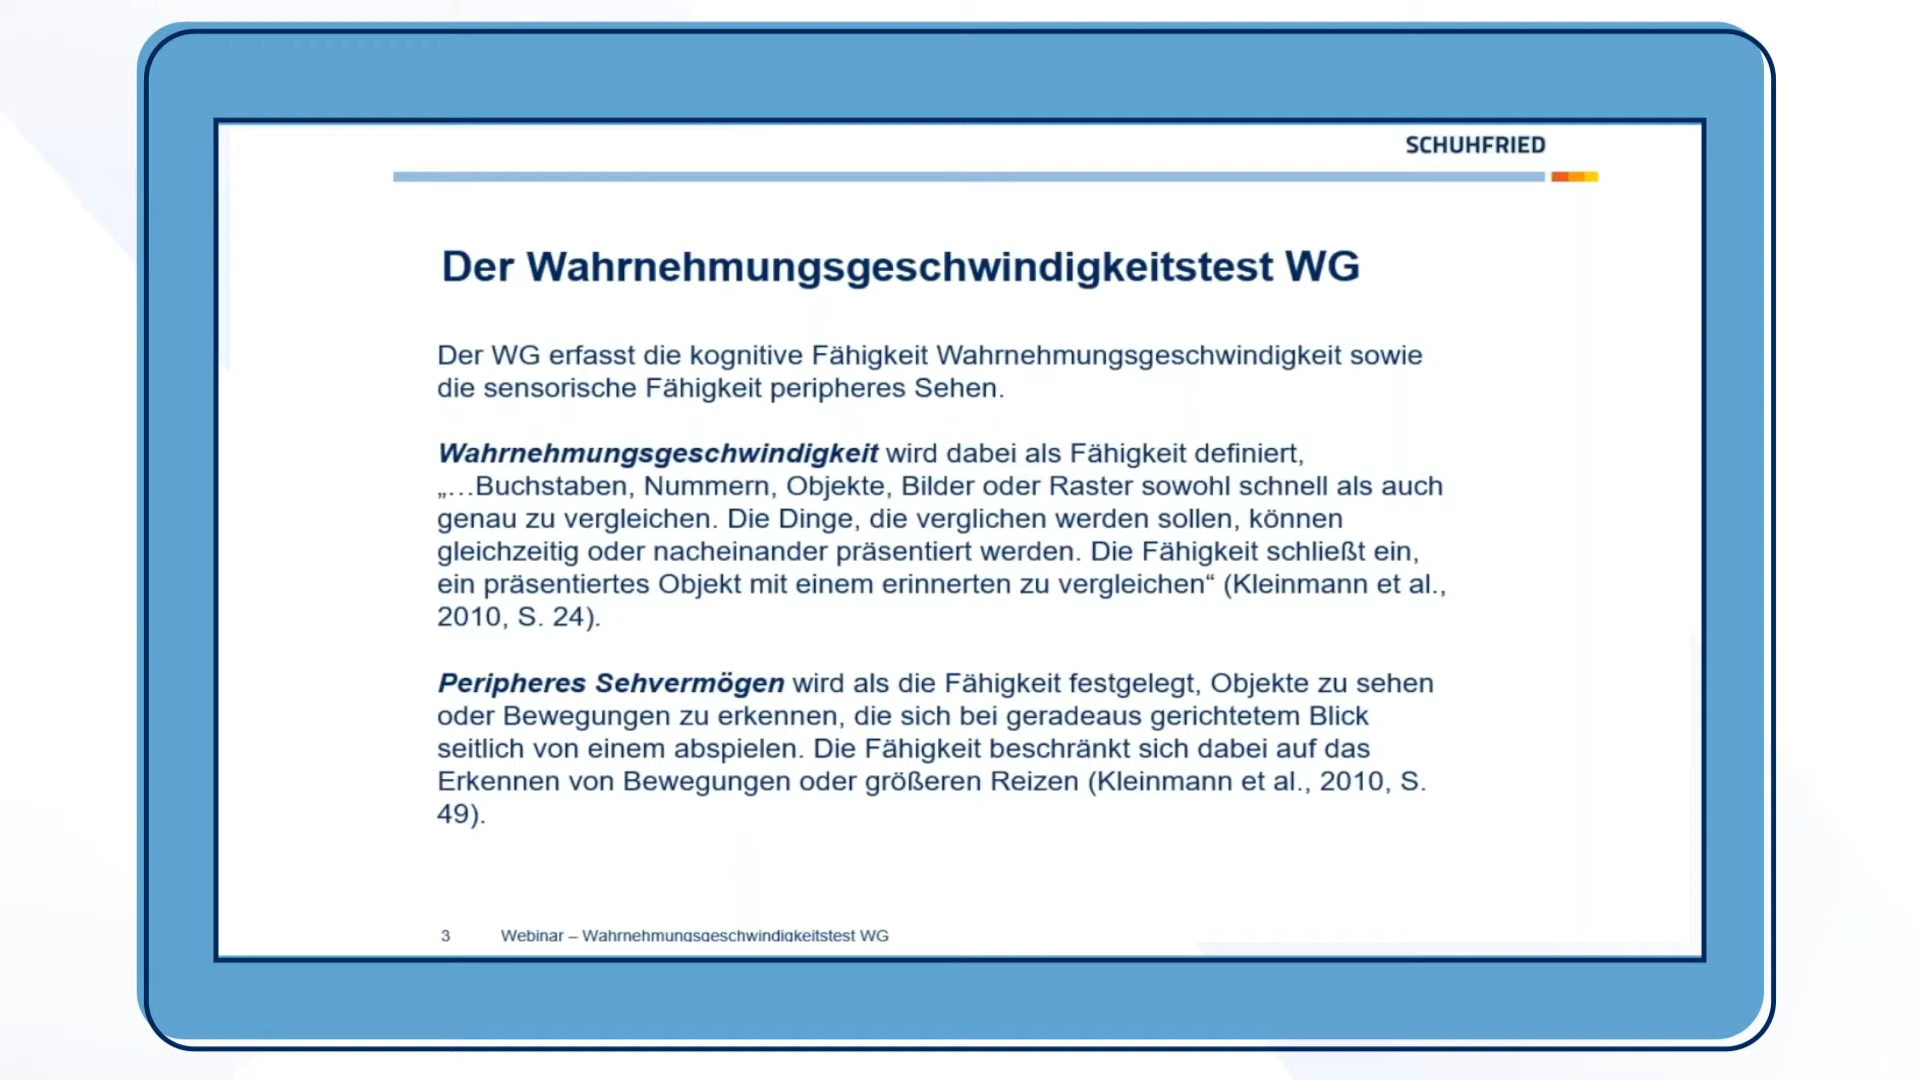 SCHUHFRIED
Der Wahrnehmungsgeschwindigkeitstest WG
Der WG erfasst die kognitive Fähigkeit Wahrnehmungsgeschwindigkeit sowie
die sensorische Fähigkeit peripheres Sehen.
Wahrnehmungsgeschwindigkeit wird dabei als Fähigkeit definiert,
„…Buchstaben, Nummern, Objekte, Bilder oder Raster sowohl schnell als auch
genau zu vergleichen. Die Dinge, die verglichen werden sollen, können
gleichzeitig oder nacheinander präsentiert werden. Die Fähigkeit schließt ein,
ein präsentiertes Objekt mit einem erinnerten zu vergleichen“ (Kleinmann et al.,
2010, S. 24).
Peripheres Sehvermögen wird als die Fähigkeit festgelegt, Objekte zu sehen
oder Bewegungen zu erkennen, die sich bei geradeaus gerichtetem Blick
seitlich von einem abspielen. Die Fähigkeit beschränkt sich dabei auf das
Erkennen von Bewegungen oder größeren Reizen (Kleinmann et al., 2010, S.
49).
3 Webinar – Wahrnehmungsgeschwindigkeitstest WG